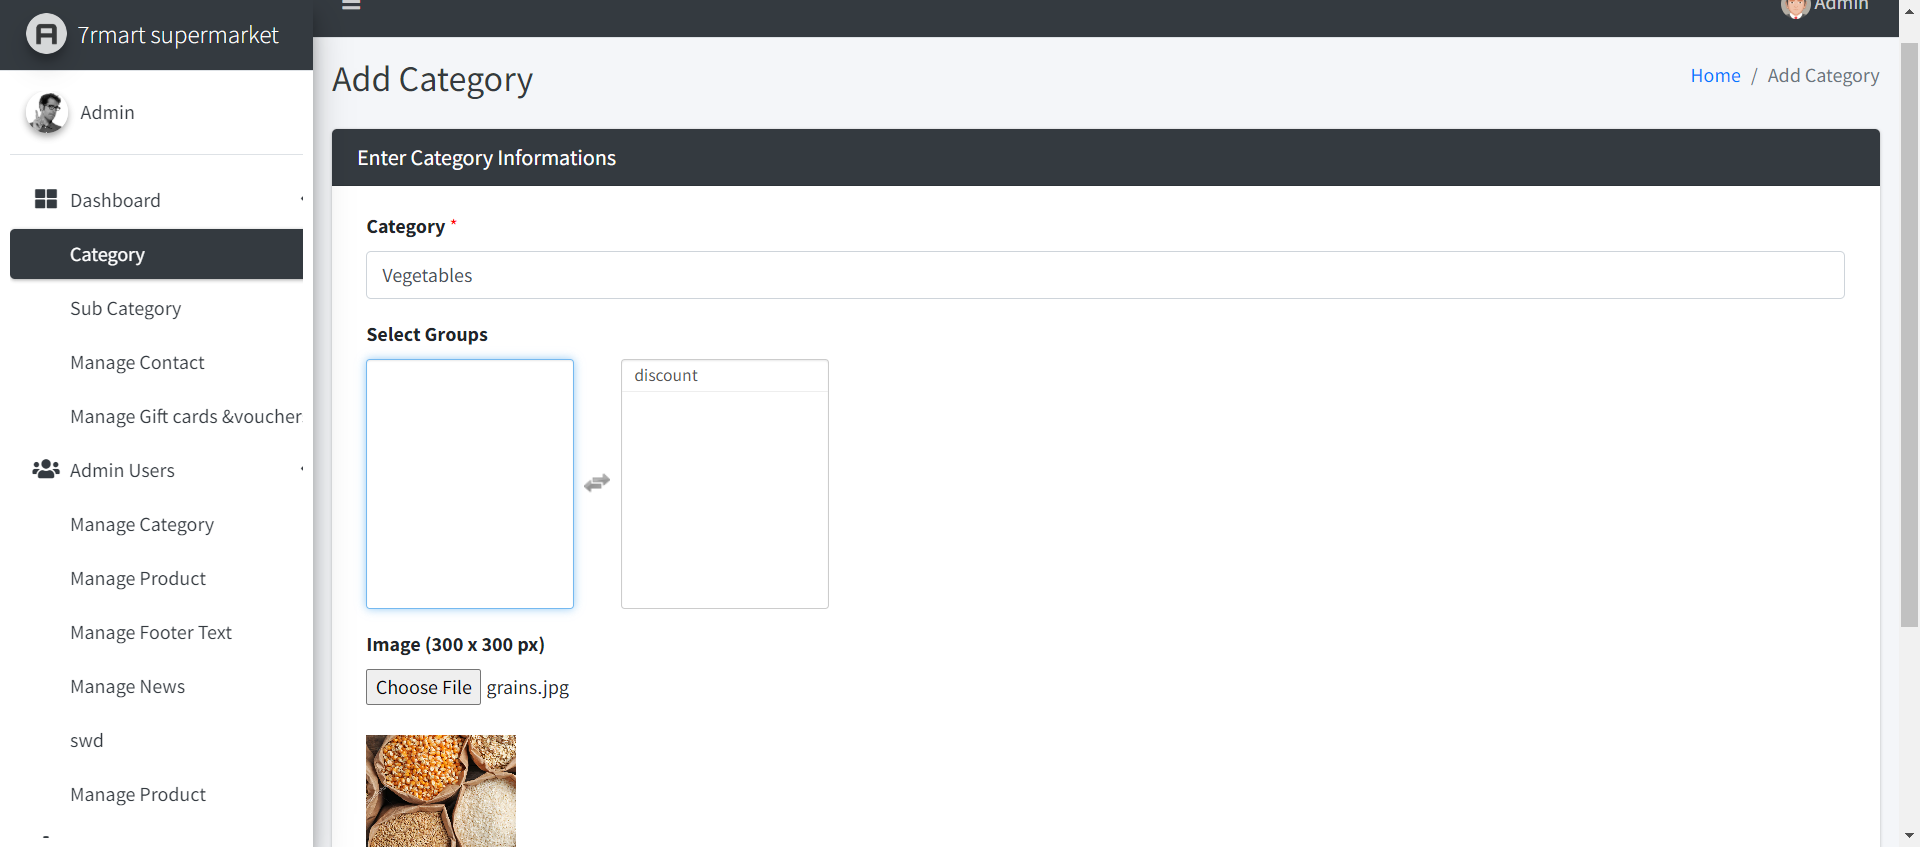 7rmart supermarket
Admin
Admin
Dashboard
Category
Sub Category
Manage Contact
Manage Gift cards &voucher
Admin Users
Manage Category
Manage Product
Manage Footer Text
Manage News
swd
Manage Product
Add Category
Home / Add Category
Enter Category Informations
Category *
Vegetables
Select Groups
discount
Image (300 x 300 px)
Choose File grains.jpg